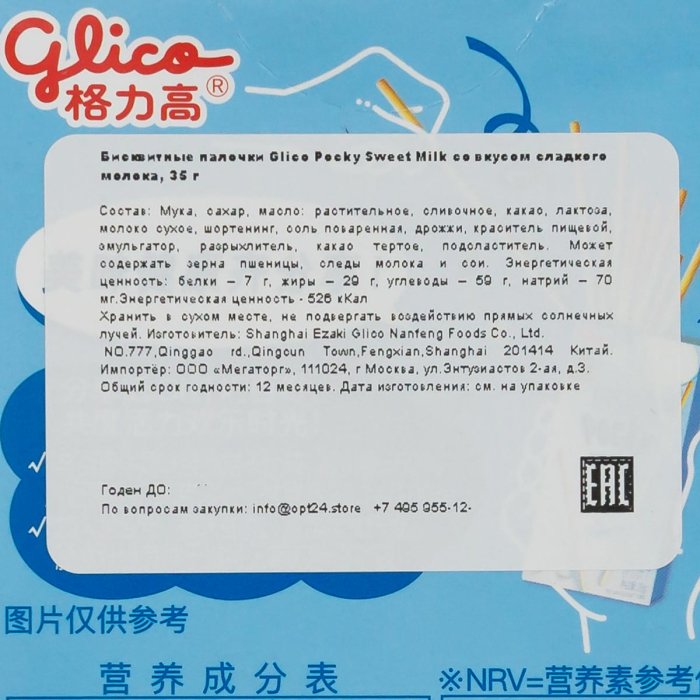 Glico®
格力高
Бисквитные палочки Glico Pocky Sweet Milk со вкусом сладкого
молока, 35 г
Состав: Мука, сахар, масло: растительное, сливочное, какао, лактоза,
молоко сухое, шортенинг, соль поваренная, дрожжи, краситель пищевой,
эмульгатор, разрыхлитель, какао тертое, подсластитель. Может
содержать зерна пшеницы, следы молока и сои. Энергетическая
ценность: белки – 7 г, жиры – 29 г, углеводы – 59 г, натрий – 70
мг.Энергетическая ценность - 526 кКал
Хранить в сухом месте, не подвергать воздействию прямых солнечных
лучей. Изготовитель: Shanghai Ezaki Glico Nanfeng Foods Co., Ltd.
NO.777,Qinggao rd.,Qingcun Town,Fengxian,Shanghai 201414 Китай.
Импортёр: ООО «Мегаторг», 111024, г Москва, ул.Энтузиастов 2-ая, д.3.
Общий срок годности: 12 месяцев. Дата изготовления: см. на упаковке
Годен ДО:
По вопросам закупки: info@opt24.store +7 495 955-12-
EAC
图片仅供参考
营养成分表
※NRV=营养素参考